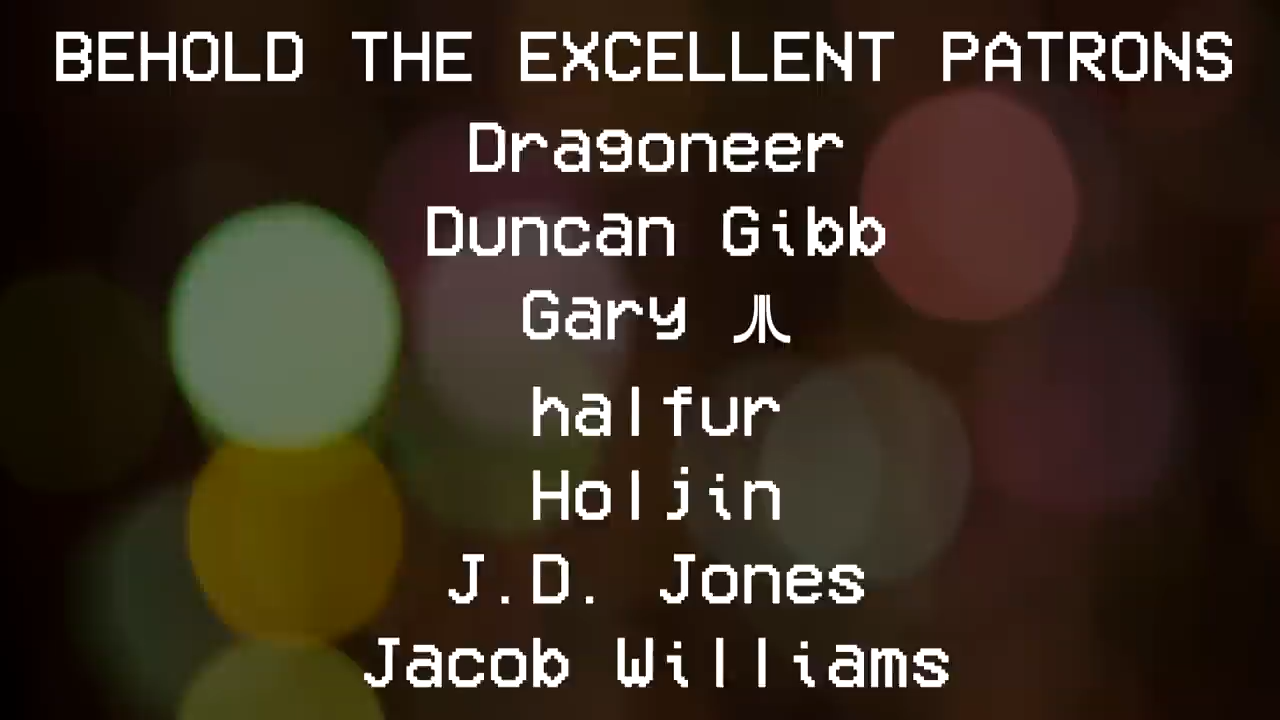 BEHOLD THE EXCELLENT PATRONS
Dragoneer
Duncan Gibb
Gary
halfur
Holjin
J.D. Jones
Jacob Williams